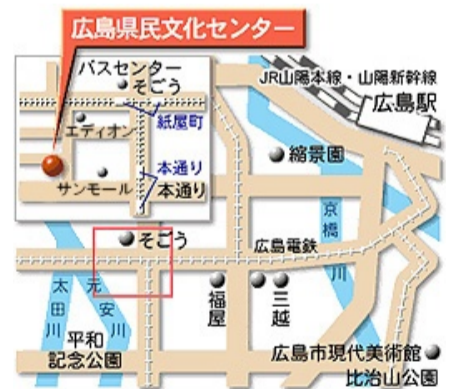 広島県民文化センター
バスセンター
そごう
紙屋町
エディオン
本通り
サンモール
本通り
JR山陽本線・山陽新幹線
広島駅
縮景園
京橋川
そごう
広島電鉄
太田川
元安川
福屋
三越
平和
記念公園
広島市現代美術館
比治山公園